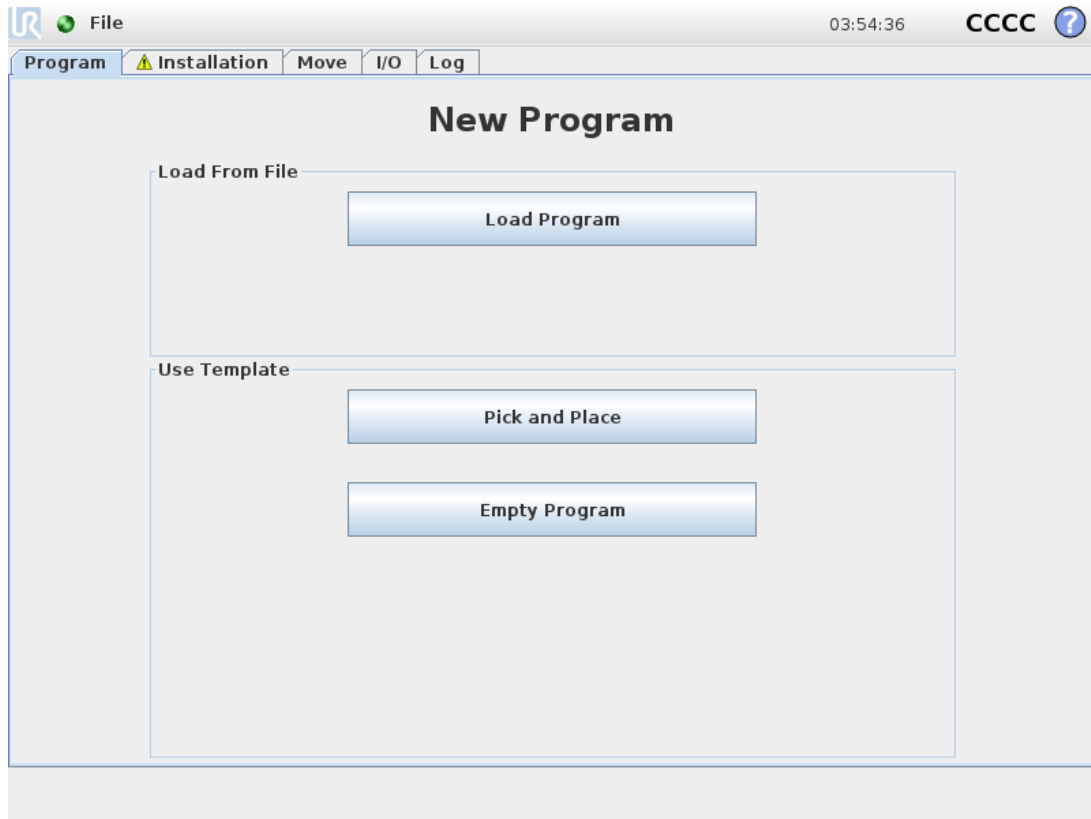 UR File 03:54:36 CCCC ?
Program Installation Move I/O Log
New Program
Load From File
Load Program
Use Template
Pick and Place
Empty Program